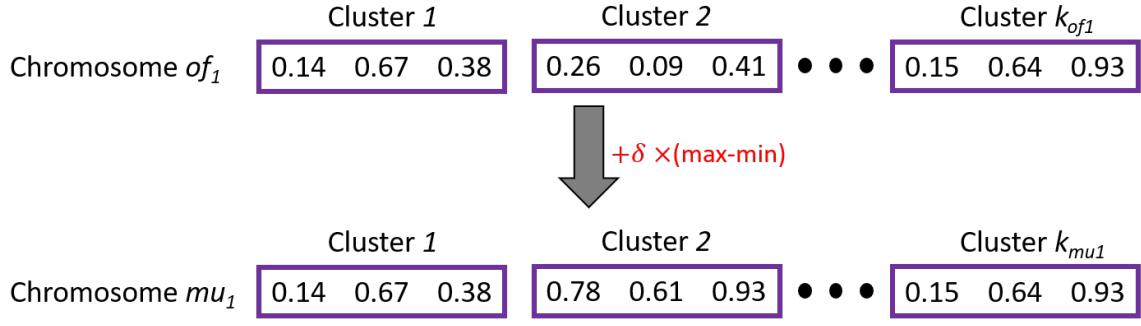 Cluster 1 Cluster 2 Cluster k_of1
Chromosome of_1 0.14 0.67 0.38 0.26 0.09 0.41 ● ● ● 0.15 0.64 0.93
+δ ×(max-min)
Cluster 1 Cluster 2 Cluster k_mu1
Chromosome mu_1 0.14 0.67 0.38 0.78 0.61 0.93 ● ● ● 0.15 0.64 0.93